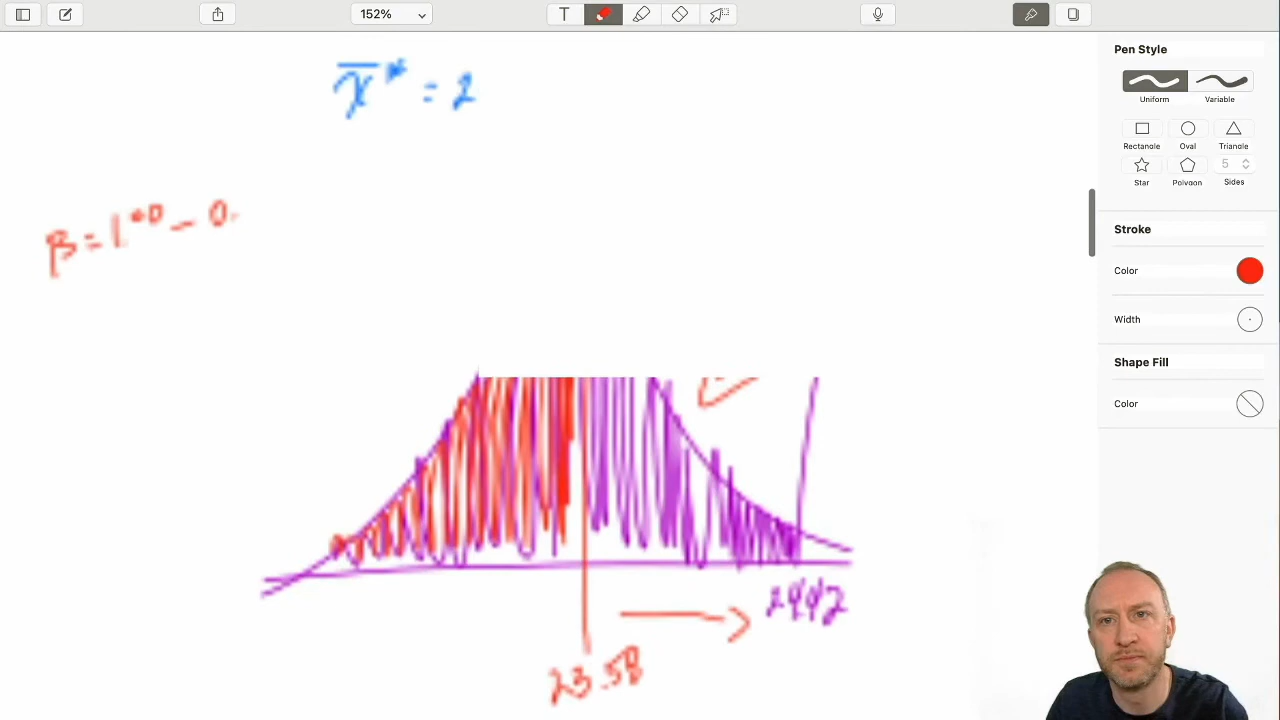 152%
T
Pen Style
Uniform
Variable
Rectangle
Oval
Triangle
Star
Polygon
5
Sides
Stroke
Color
Width
Shape Fill
Color
x̄* = 2
β = 1.00 - 0.
2442
23.58